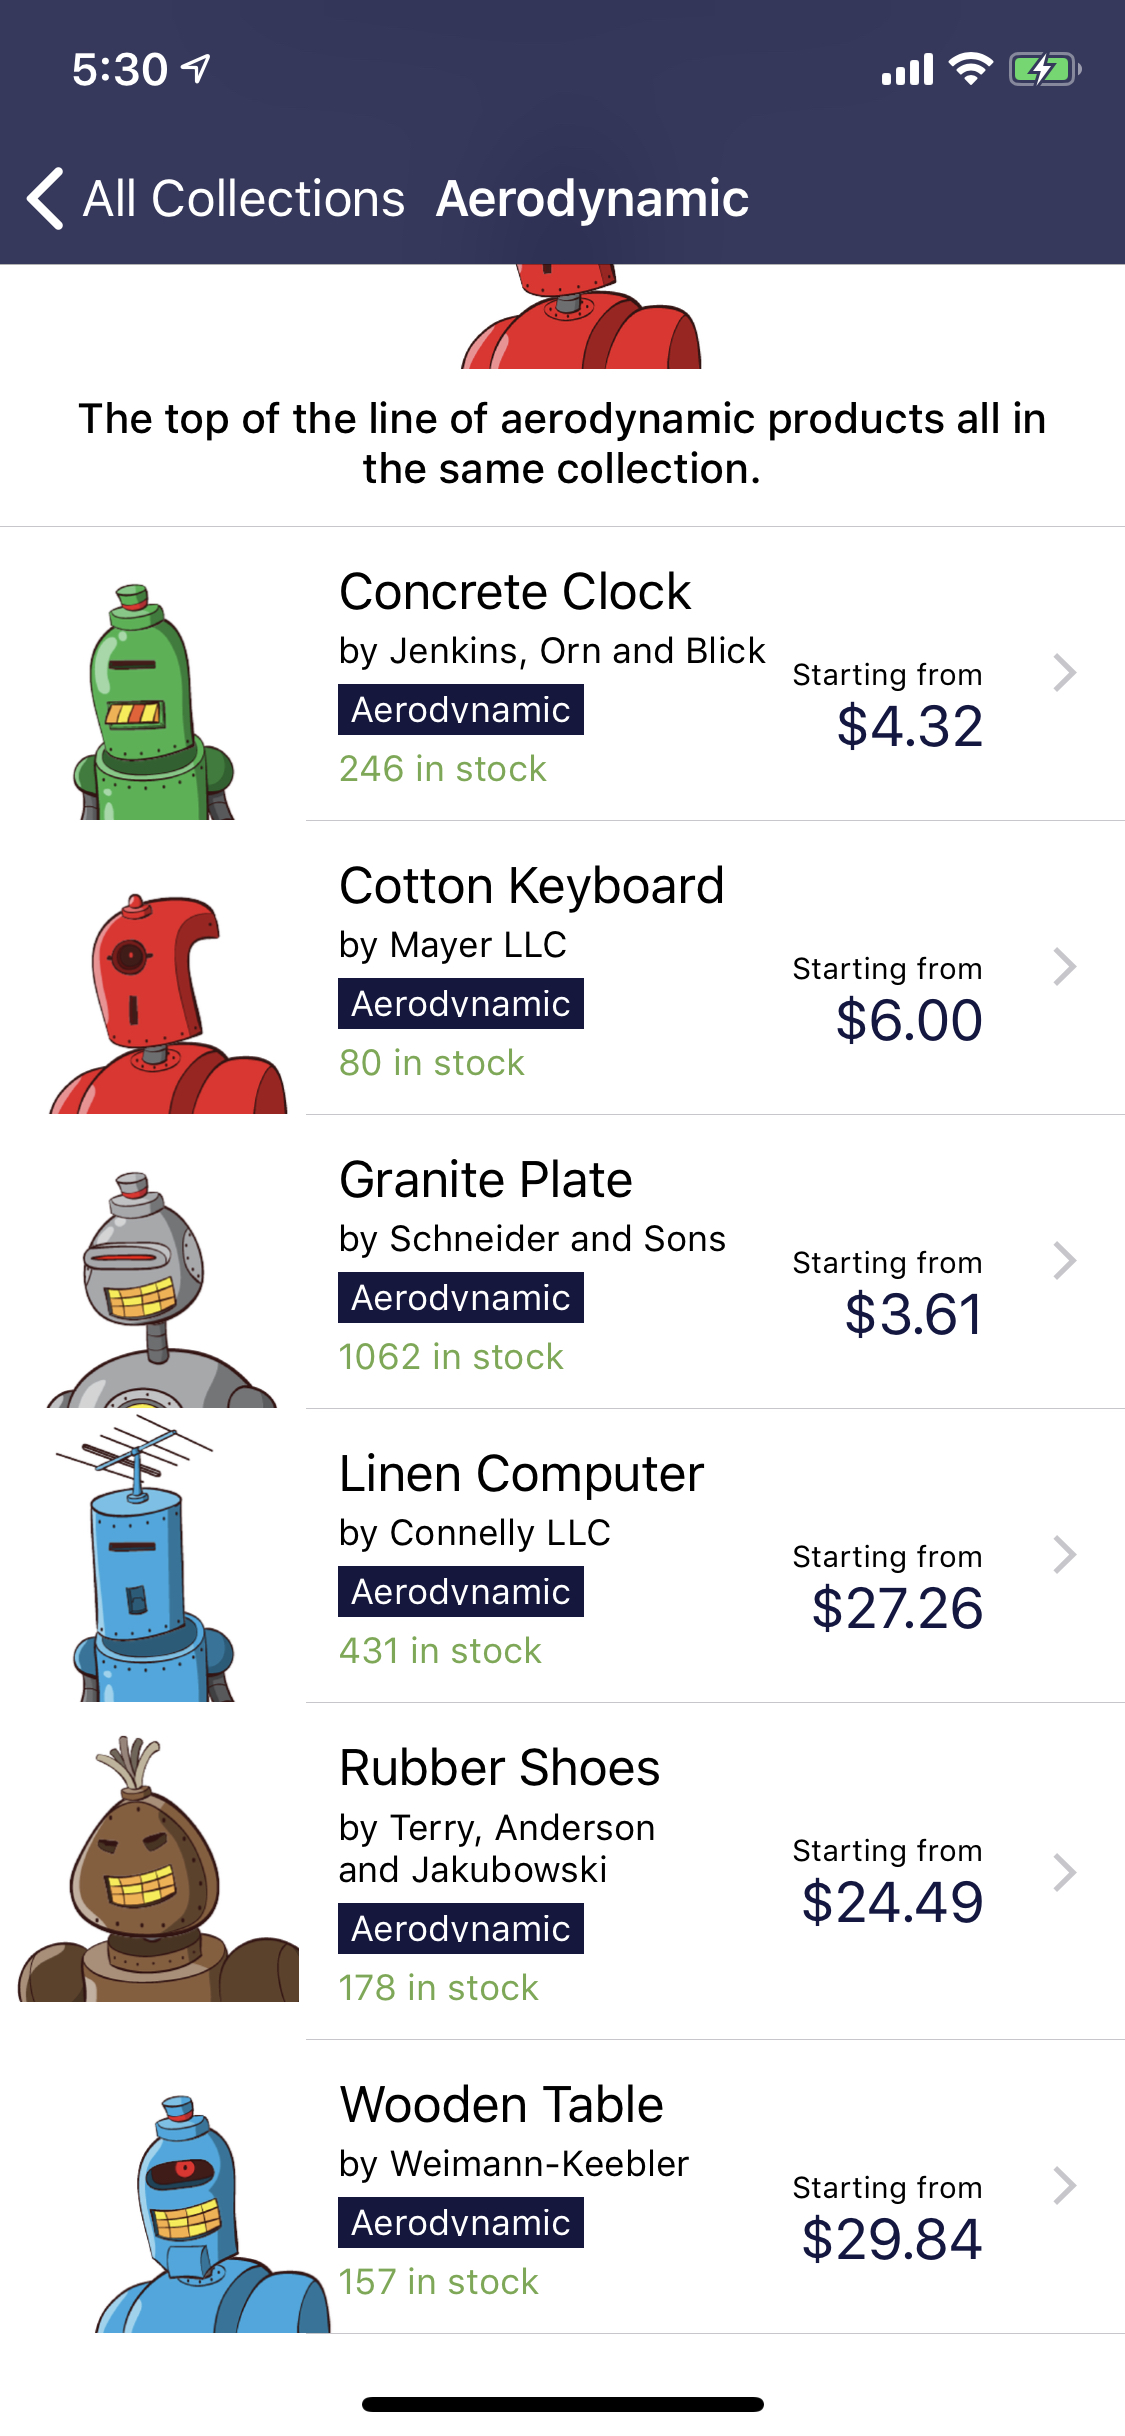 5:30
All Collections Aerodynamic
The top of the line of aerodynamic products all in
the same collection.
Concrete Clock
by Jenkins, Orn and Blick
Aerodynamic
246 in stock
Starting from
$4.32
Cotton Keyboard
by Mayer LLC
Aerodynamic
80 in stock
Starting from
$6.00
Granite Plate
by Schneider and Sons
Aerodynamic
1062 in stock
Starting from
$3.61
Linen Computer
by Connelly LLC
Aerodynamic
431 in stock
Starting from
$27.26
Rubber Shoes
by Terry, Anderson
and Jakubowski
Aerodynamic
178 in stock
Starting from
$24.49
Wooden Table
by Weimann-Keebler
Aerodynamic
157 in stock
Starting from
$29.84